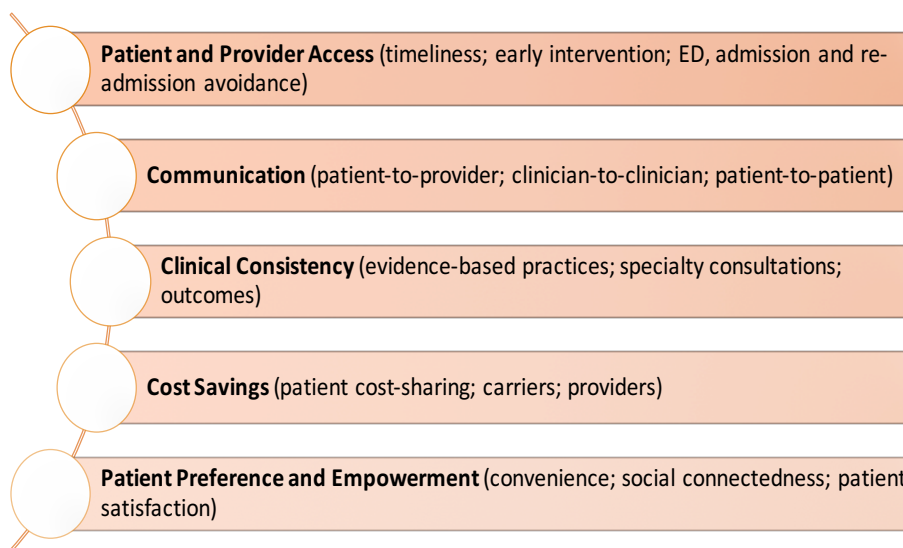 Patient and Provider Access (timeliness; early intervention; ED, admission and re-
admission avoidance)
Communication (patient-to-provider; clinician-to-clinician; patient-to-patient)
Clinical Consistency (evidence-based practices; specialty consultations;
outcomes)
Cost Savings (patient cost-sharing; carriers; providers)
Patient Preference and Empowerment (convenience; social connectedness; patient
satisfaction)